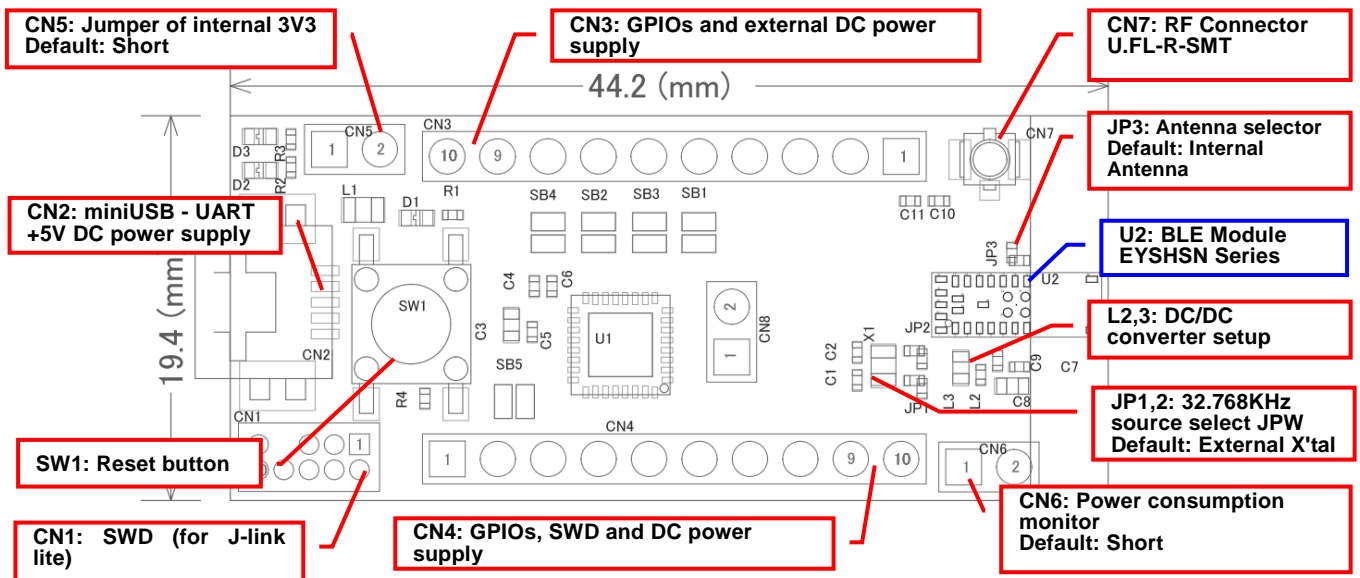 CN5: Jumper of internal 3V3
Default: Short
CN3: GPIOs and external DC power
supply
CN7: RF Connector
U.FL-R-SMT
44.2 (mm)
JP3: Antenna selector
Default: Internal
Antenna
CN2: miniUSB - UART
+5V DC power supply
U2: BLE Module
EYSHSN Series
L2,3: DC/DC
converter setup
JP1,2: 32.768KHz
source select JPW
Default: External X'tal
SW1: Reset button
CN1: SWD (for J-link
lite)
CN4: GPIOs, SWD and DC power
supply
CN6: Power consumption
monitor
Default: Short
19.4 (mm
D3
R3
D2
R2
CN5
1
2
CN3
10
9
1
CN7
L1
D1
R1
SB4
SB2
SB3
SB1
C11
C10
JP3
U2
SW1
C4
C6
C3
C5
U1
2
1
CN8
CN2
SB5
R4
X1
JP2
C2
C1
JP1
L3
L2
C9
C8
C7
CN1
1
CN4
1
9
10
CN6
1
2